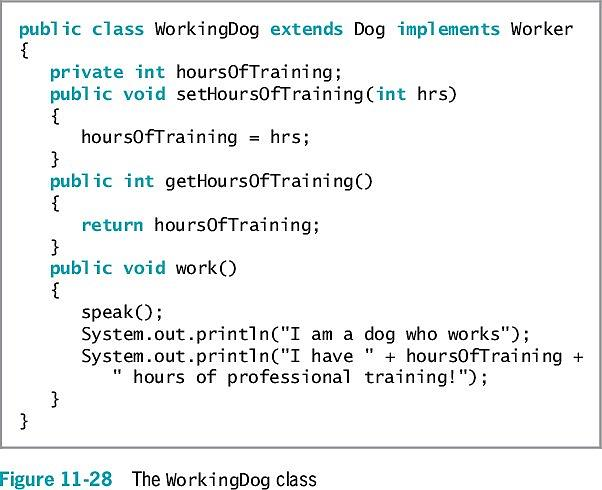 public class WorkingDog extends Dog implements Worker
{
   private int hoursOfTraining;
   public void setHoursOfTraining(int hrs)
   {
      hoursOfTraining = hrs;
   }
   public int getHoursOfTraining()
   {
      return hoursOfTraining;
   }
   public void work()
   {
      speak();
      System.out.println("I am a dog who works");
      System.out.println("I have " + hoursOfTraining +
         " hours of professional training!");
   }
}
Figure 11-28 The WorkingDog class